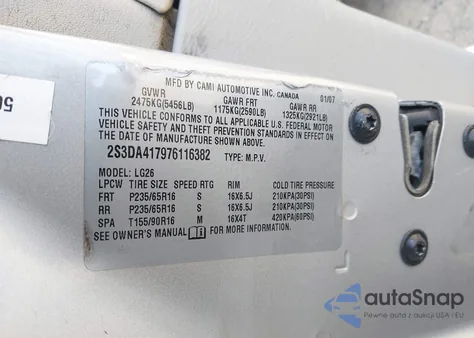 MFD BY CAMI AUTOMOTIVE INC. CANADA
GVWR GAWR FRT GAWR RR 01/07
2475KG(5456LB) 1175KG(2590LB) 1325KG(2921LB)
THIS VEHICLE CONFORMS TO ALL APPLICABLE U.S. FEDERAL MOTOR
VEHICLE SAFETY AND THEFT PREVENTION STANDARDS IN EFFECT ON
THE DATE OF MANUFACTURE SHOWN ABOVE.
2S3DA417976116382 TYPE: M.P.V.
MODEL: LG26
LPCW TIRE SIZE SPEED RTG RIM COLD TIRE PRESSURE
FRT P235/65R16 S 16X6.5J 210KPA(30PSI)
RR P235/65R16 S 16X6.5J 210KPA(30PSI)
SPA T155/90R16 M 16X4T 420KPA(60PSI)
SEE OWNER'S MANUAL FOR MORE INFORMATION
autoSnap
Pewne auta z aukcji USA i EU